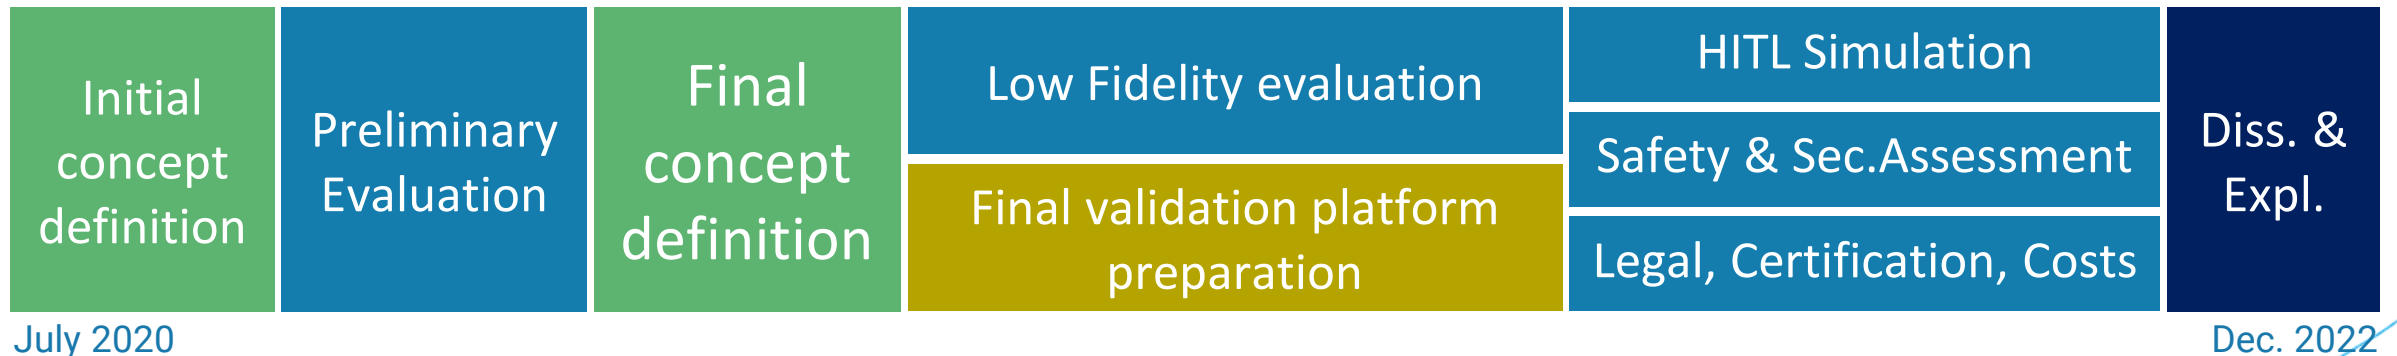 Initial
concept
definition
Preliminary
Evaluation
Final
concept
definition
Low Fidelity evaluation
Final validation platform
preparation
HITL Simulation
Safety & Sec.Assessment
Legal, Certification, Costs
Diss. &
Expl.
July 2020
Dec. 2022